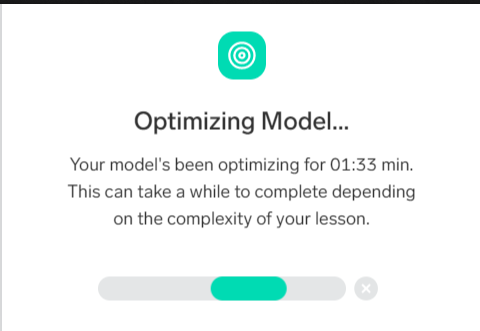 Optimizing Model...
Your model's been optimizing for 01:33 min.
This can take a while to complete depending
on the complexity of your lesson.